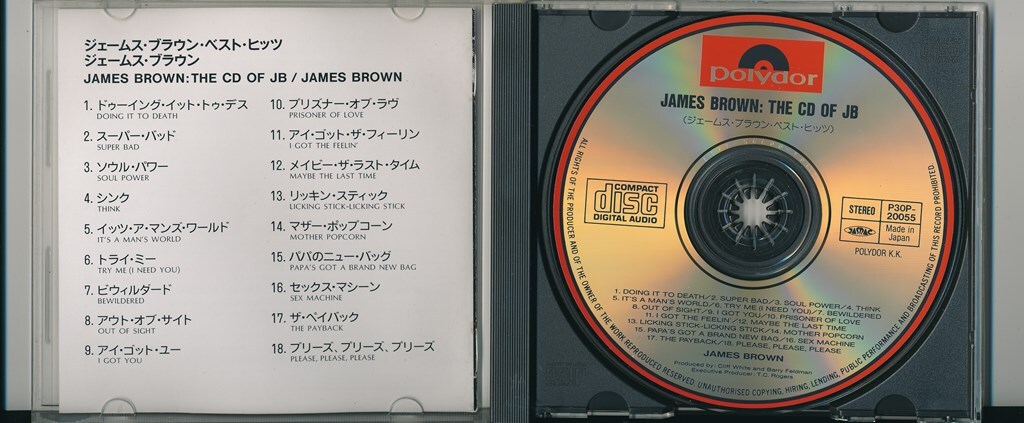 ジェームス・ブラウン・ベスト・ヒッツ
ジェームス・ブラウン
JAMES BROWN: THE CD OF JB / JAMES BROWN
1. ドゥーイング・イット・トゥ・デス
DOING IT TO DEATH
2. スーパー・バッド
SUPER BAD
3. ソウル・パワー
SOUL POWER
4. シンク
THINK
5. イッツ・ア・マンズ・ワールド
IT'S A MAN'S WORLD
6. トライ・ミー
TRY ME (I NEED YOU)
7. ビウィルダード
BEWILDERED
8. アウト・オブ・サイト
OUT OF SIGHT
9. アイ・ゴット・ユー
I GOT YOU
10. プリズナー・オブ・ラヴ
PRISONER OF LOVE
11. アイ・ゴット・ザ・フィーリン
I GOT THE FEELIN'
12. メイビー・ザ・ラスト・タイム
MAYBE THE LAST TIME
13. リッキン・スティック
LICKING STICK-LICKING STICK
14. マザー・ポップコーン
MOTHER POPCORN
15. パパのニュー・バッグ
PAPA'S GOT A BRAND NEW BAG
16. セックス・マシーン
SEX MACHINE
17. ザ・ペイバック
THE PAYBACK
18. プリーズ、プリーズ、プリーズ
PLEASE, PLEASE, PLEASE
polydor
JAMES BROWN: THE CD OF JB
(ジェームス・ブラウン・ベスト・ヒッツ)
COMPACT
disc
DIGITAL AUDIO
STEREO
P30P-
20055
JASRAC
Made in
Japan
POLYDOR K.K.
1. DOING IT TO DEATH/2. SUPER BAD/3. SOUL POWER/4. THINK
5. IT'S A MAN'S WORLD/6. TRY ME (I NEED YOU)/7. BEWILDERED
8. OUT OF SIGHT/9. I GOT YOU/10. PRISONER OF LOVE
11. I GOT THE FEELIN'/12. MAYBE THE LAST TIME
13. LICKING STICK-LICKING STICK/14. MOTHER POPCORN
15. PAPA'S GOT A BRAND NEW BAG/16. SEX MACHINE
17. THE PAYBACK/18. PLEASE, PLEASE, PLEASE
JAMES BROWN
Produced by: Cliff White and Barry Feldman
Executive Producer: T.C. Rogers
ALL RIGHTS OF THE PRODUCER AND OF THE OWNER OF THE WORK REPRODUCED RESERVED. UNAUTHORISED COPYING, HIRING, LENDING, PUBLIC PERFORMANCE AND BROADCASTING OF THIS RECORD PROHIBITED.